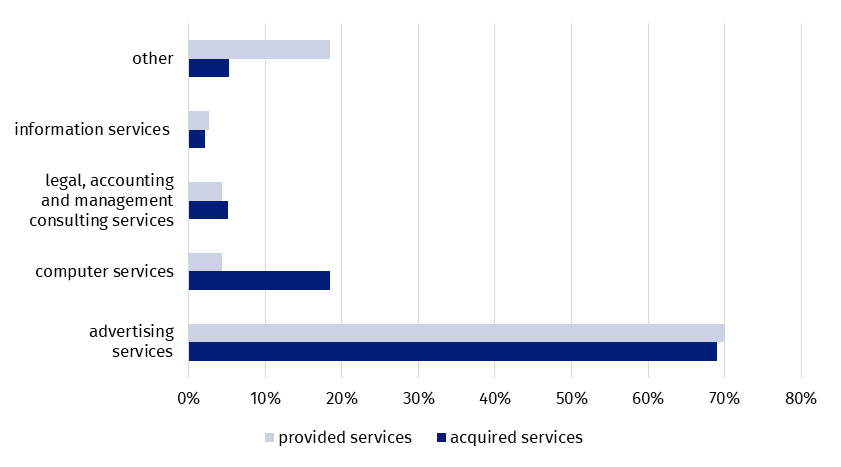 other
information services
legal, accounting
and management
consulting services
computer services
advertising
services
0% 10% 20% 30% 40% 50% 60% 70% 80%
provided services acquired services